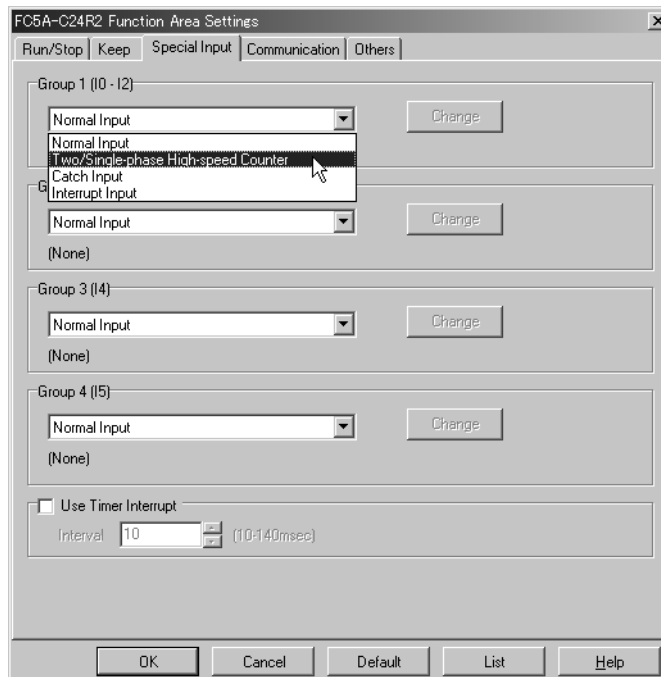 FC5A-C24R2 Function Area Settings
Run/Stop Keep Special Input Communication Others
Group 1 (I0 - I2)
Normal Input Change
Normal Input
Two/Single-phase High-speed Counter
Catch Input
Interrupt Input
G
Normal Input Change
(None)
Group 3 (I4)
Normal Input Change
(None)
Group 4 (I5)
Normal Input Change
(None)
Use Timer Interrupt
Interval 10 (10-140msec)
OK Cancel Default List Help